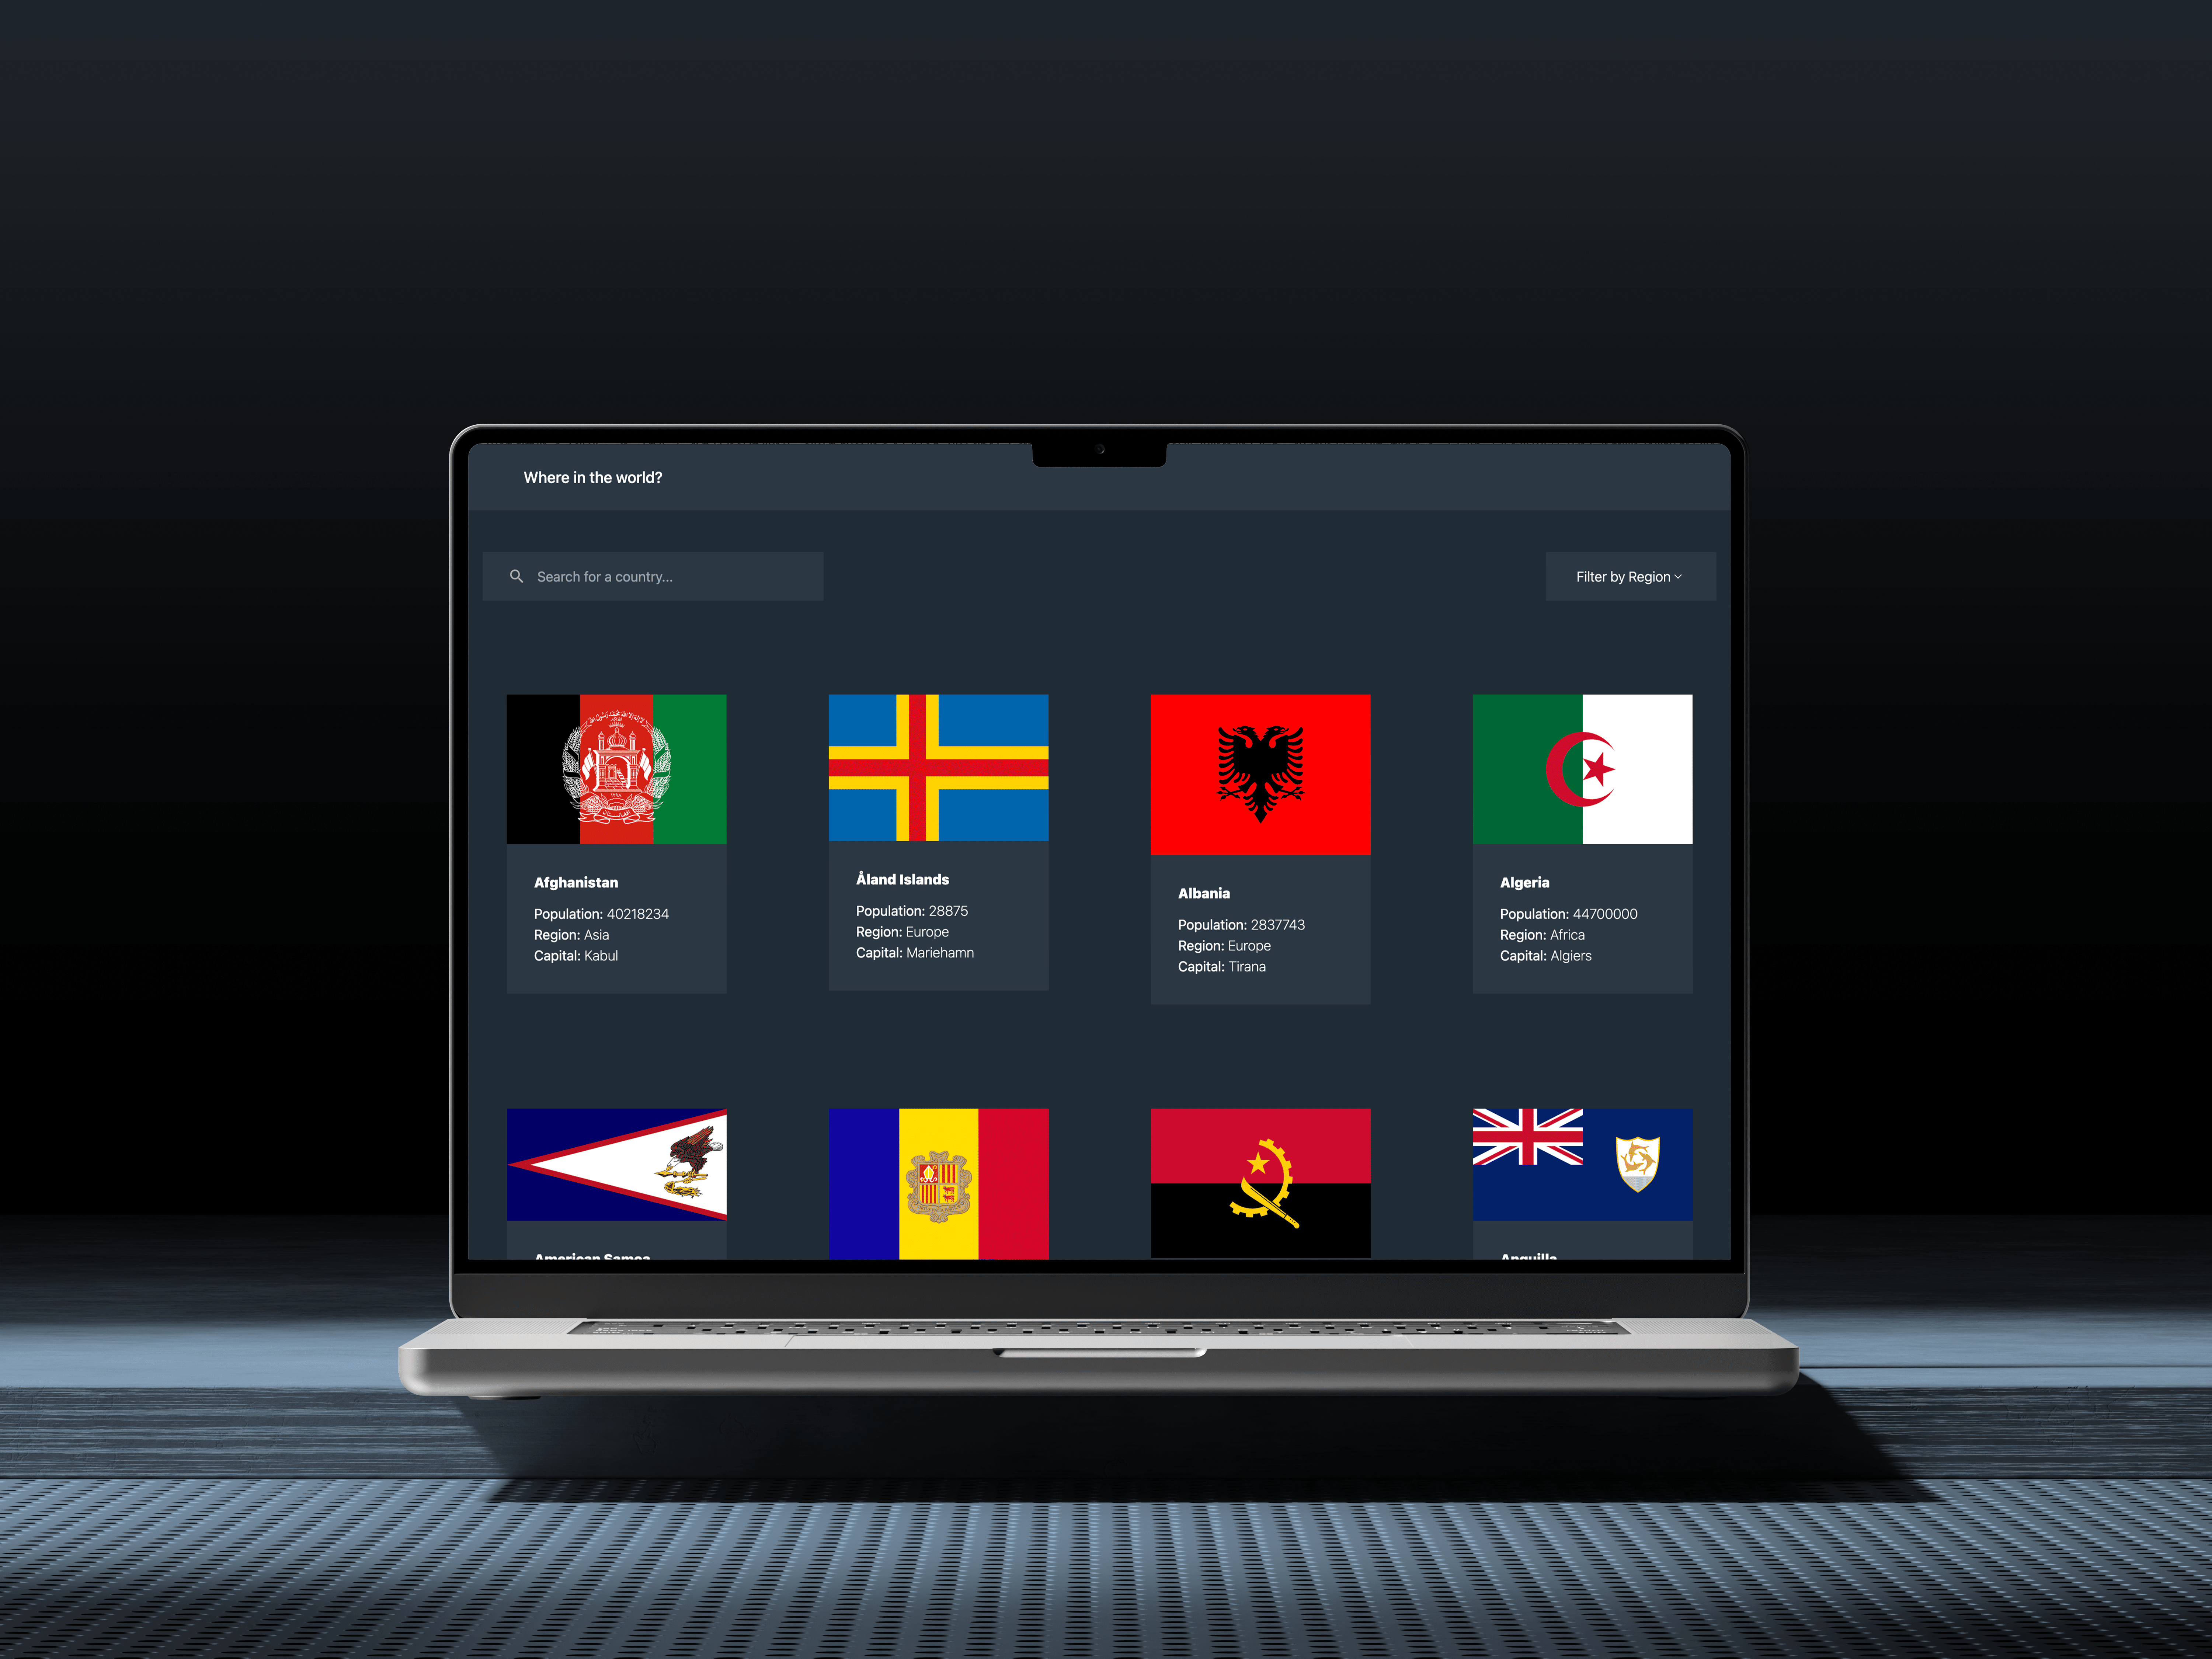 Where in the world?
Search for a country...
Filter by Region
Afghanistan
Population: 40218234
Region: Asia
Capital: Kabul
Åland Islands
Population: 28875
Region: Europe
Capital: Mariehamn
Albania
Population: 2837743
Region: Europe
Capital: Tirana
Algeria
Population: 44700000
Region: Africa
Capital: Algiers
American Samoa
Anguilla